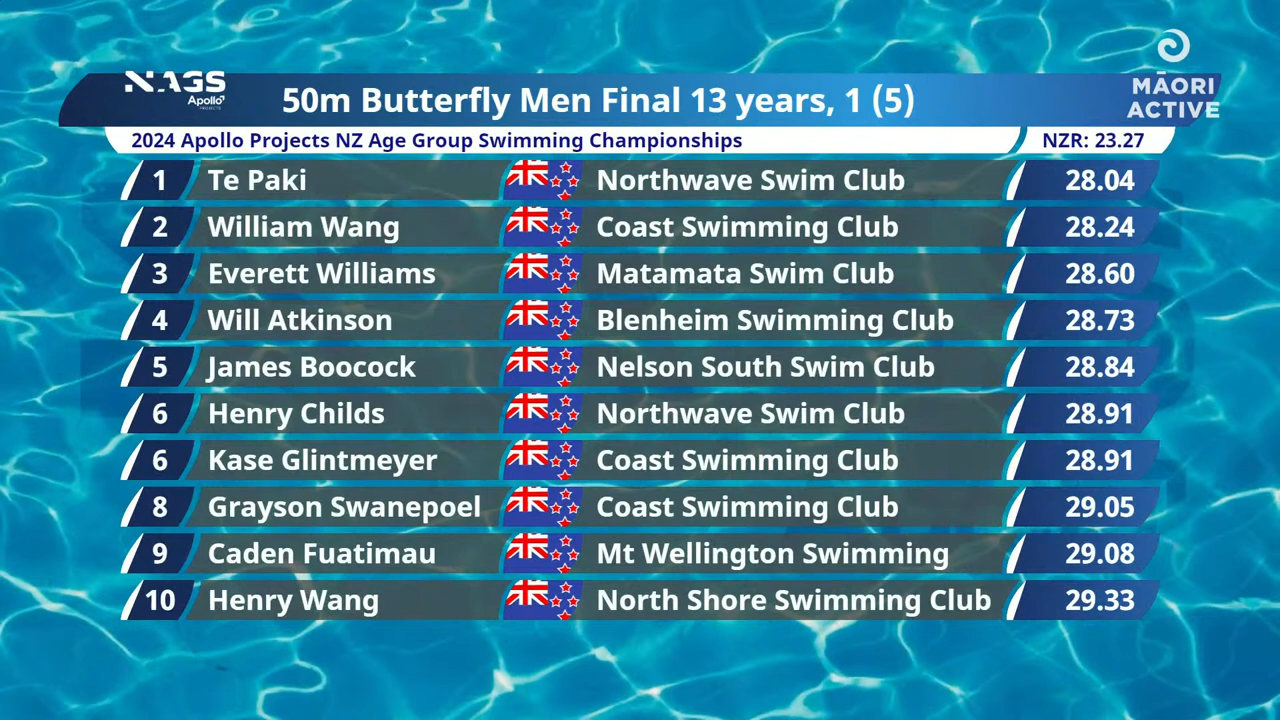 NAGS
Apollo
PROJECTS
50m Butterfly Men Final 13 years, 1 (5)
MĀORI
ACTIVE
2024 Apollo Projects NZ Age Group Swimming Championships NZR: 23.27
1 Te Paki Northwave Swim Club 28.04
2 William Wang Coast Swimming Club 28.24
3 Everett Williams Matamata Swim Club 28.60
4 Will Atkinson Blenheim Swimming Club 28.73
5 James Boocock Nelson South Swim Club 28.84
6 Henry Childs Northwave Swim Club 28.91
6 Kase Glintmeyer Coast Swimming Club 28.91
8 Grayson Swanepoel Coast Swimming Club 29.05
9 Caden Fuatimau Mt Wellington Swimming 29.08
10 Henry Wang North Shore Swimming Club 29.33